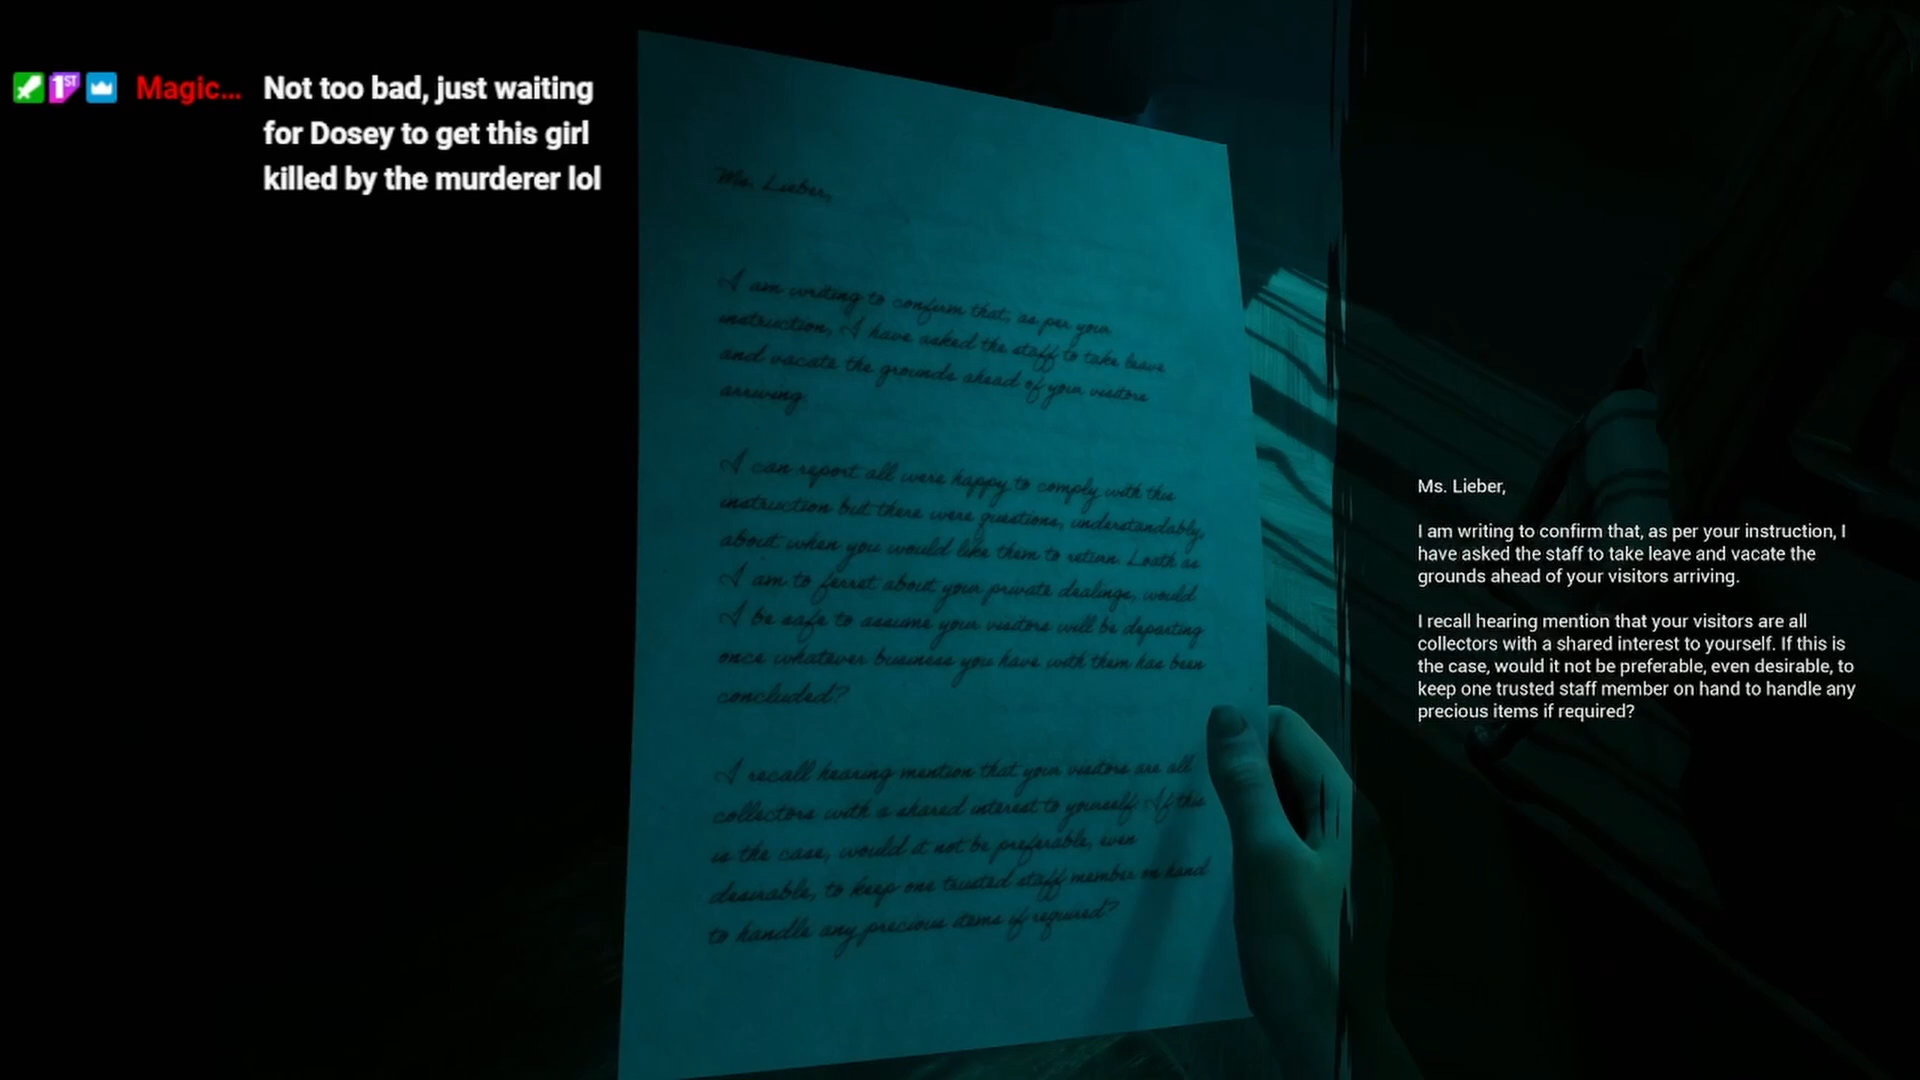 1ST Magic... Not too bad, just waiting
for Dosey to get this girl
killed by the murderer lol
Ms. Lieber,
I am writing to confirm that, as per your
instruction, I have asked the staff to take leave
and vacate the grounds ahead of your visitors
arriving.
I can report all were happy to comply with this
instruction but there were questions, understandably,
about when you would like them to return. Loath as
I am to ferret about your private dealings, would
I be safe to assume your visitors will be departing
once whatever business you have with them has been
concluded?
I recall hearing mention that your visitors are all
collectors with a shared interest to yourself. If this
is the case, would it not be preferable, even
desirable, to keep one trusted staff member on hand
to handle any precious items if required?
Ms. Lieber,
I am writing to confirm that, as per your instruction, I
have asked the staff to take leave and vacate the
grounds ahead of your visitors arriving.
I recall hearing mention that your visitors are all
collectors with a shared interest to yourself. If this is
the case, would it not be preferable, even desirable, to
keep one trusted staff member on hand to handle any
precious items if required?